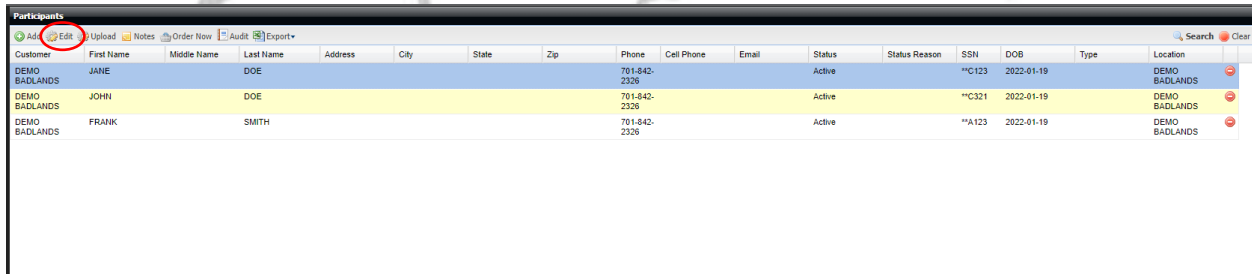 Participants
Add Edit Upload Notes Order Now Audit Export Search Clear
Customer First Name Middle Name Last Name Address City State Zip Phone Cell Phone Email Status Status Reason SSN DOB Type Location
DEMO JANE DOE 701-842- Active **C123 2022-01-19 DEMO
BADLANDS 2326 BADLANDS
DEMO JOHN DOE 701-842- Active **C321 2022-01-19 DEMO
BADLANDS 2326 BADLANDS
DEMO FRANK SMITH 701-842- Active **A123 2022-01-19 DEMO
BADLANDS 2326 BADLANDS